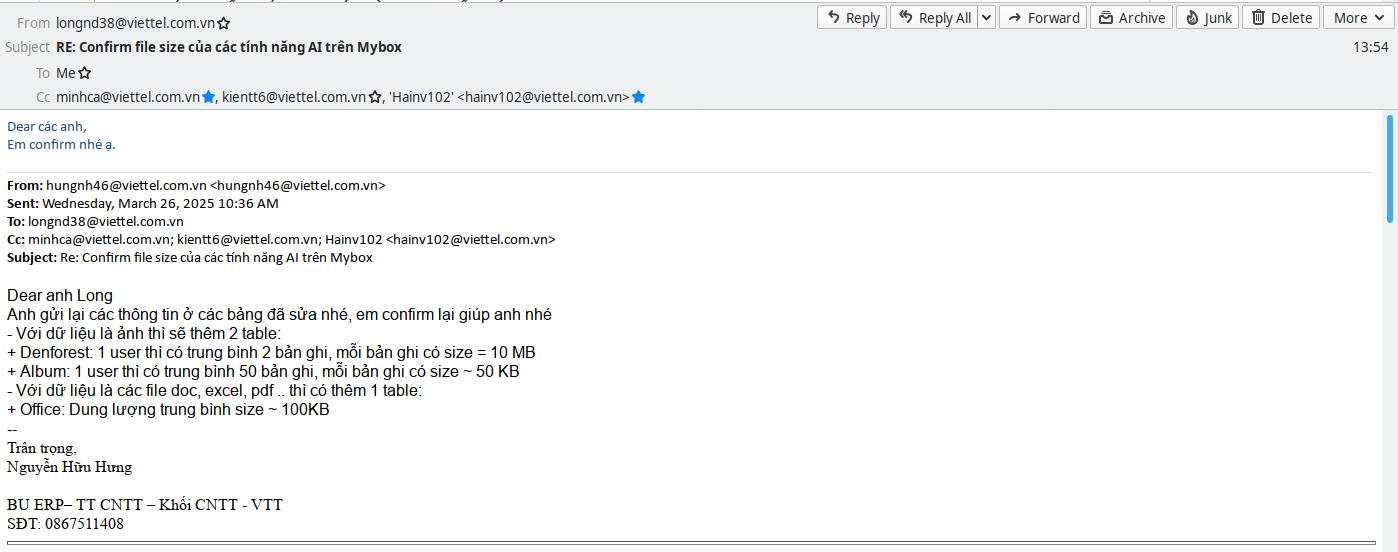 From longnd38@viettel.com.vn
Reply Reply All Forward Archive Junk Delete More
Subject RE: Confirm file size của các tính năng AI trên Mybox 13:54
To Me
Cc minhca@viettel.com.vn, kientt6@viettel.com.vn, 'Hainv102' <hainv102@viettel.com.vn>
Dear các anh,
Em confirm nhé ạ.
From: hungnh46@viettel.com.vn <hungnh46@viettel.com.vn>
Sent: Wednesday, March 26, 2025 10:36 AM
To: longnd38@viettel.com.vn
Cc: minhca@viettel.com.vn; kientt6@viettel.com.vn; Hainv102 <hainv102@viettel.com.vn>
Subject: Re: Confirm file size của các tính năng AI trên Mybox
Dear anh Long
Anh gửi lại các thông tin ở các bảng đã sửa nhé, em confirm lại giúp anh nhé
- Với dữ liệu là ảnh thì sẽ thêm 2 table:
+ Denforest: 1 user thì có trung bình 2 bản ghi, mỗi bản ghi có size = 10 MB
+ Album: 1 user thì có trung bình 50 bản ghi, mỗi bản ghi có size ~ 50 KB
- Với dữ liệu là các file doc, excel, pdf .. thì có thêm 1 table:
+ Office: Dung lượng trung bình size ~ 100KB
--
Trân trọng,
Nguyễn Hữu Hưng
BU ERP– TT CNTT – Khối CNTT - VTT
SĐT: 0867511408